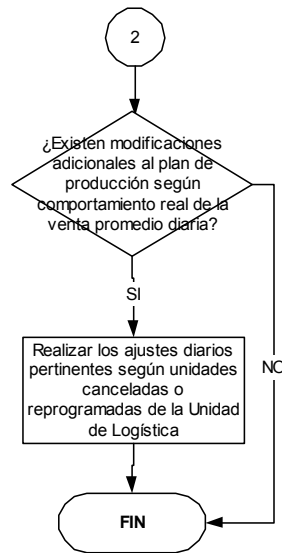 2
¿Existen modificaciones
adicionales al plan de
producción según
comportamiento real de la
venta promedio diaria?
SI
NO
Realizar los ajustes diarios
pertinentes según unidades
canceladas o
reprogramadas de la Unidad
de Logística
FIN